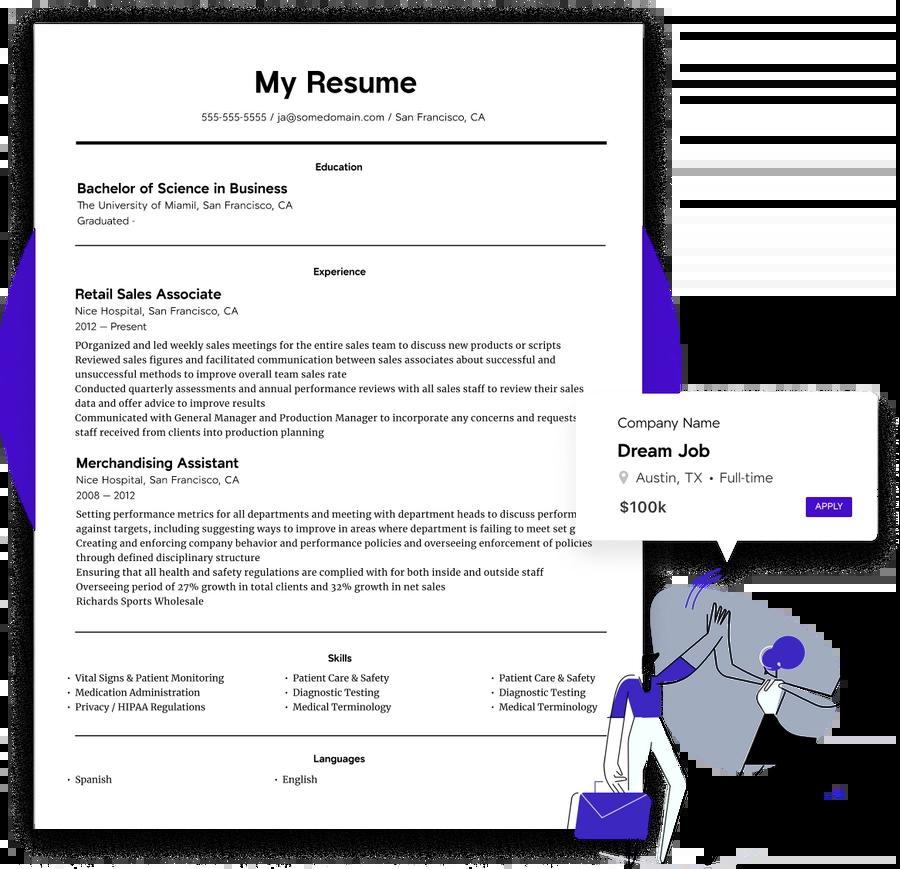 My Resume
555-555-5555 / ja@somedomain.com / San Francisco, CA
Education
Bachelor of Science in Business
The University of Miamil, San Francisco, CA
Graduated -
Experience
Retail Sales Associate
Nice Hospital, San Francisco, CA
2012 — Present
POrganized and led weekly sales meetings for the entire sales team to discuss new products or scripts
Reviewed sales figures and facilitated communication between sales associates about successful and
unsuccessful methods to improve overall team sales rate
Conducted quarterly assessments and annual performance reviews with all sales staff to review their sales
data and offer advice to improve results
Communicated with General Manager and Production Manager to incorporate any concerns and requests
staff received from clients into production planning
Merchandising Assistant
Nice Hospital, San Francisco, CA
2008 — 2012
Setting performance metrics for all departments and meeting with department heads to discuss perform
against targets, including suggesting ways to improve in areas where department is failing to meet set g
Creating and enforcing company behavior and performance policies and overseeing enforcement of policies
through defined disciplinary structure
Ensuring that all health and safety regulations are complied with for both inside and outside staff
Overseeing period of 27% growth in total clients and 32% growth in net sales
Richards Sports Wholesale
Company Name
Dream Job
Austin, TX • Full-time
$100k APPLY
Skills
· Vital Signs & Patient Monitoring · Patient Care & Safety · Patient Care & Safety
· Medication Administration · Diagnostic Testing · Diagnostic Testing
· Privacy / HIPAA Regulations · Medical Terminology · Medical Terminology
Languages
· Spanish · English